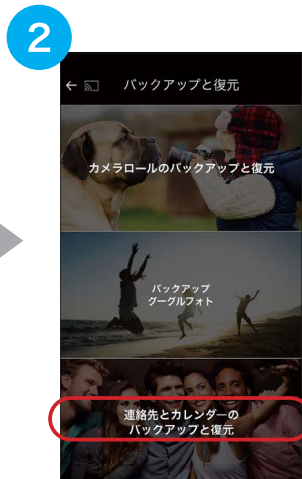 2
バックアップと復元
カメラロールのバックアップと復元
バックアップ
グーグルフォト
連絡先とカレンダーの
バックアップと復元